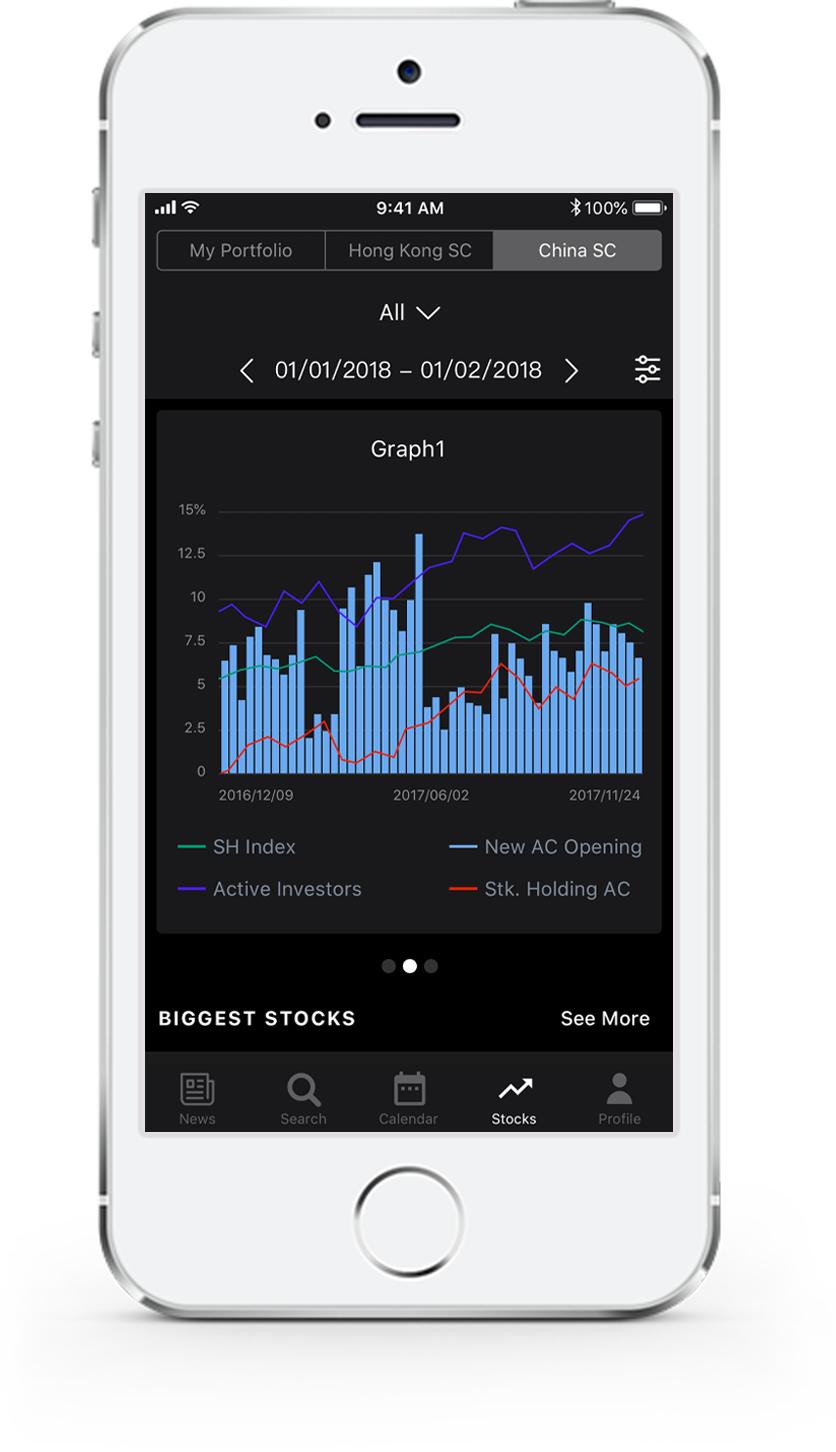 9:41 AM 100%
My Portfolio Hong Kong SC China SC
All
01/01/2018 – 01/02/2018
Graph1
15%
12.5
10
7.5
5
2.5
0
2016/12/09 2017/06/02 2017/11/24
SH Index New AC Opening
Active Investors Stk. Holding AC
BIGGEST STOCKS See More
News Search Calendar Stocks Profile